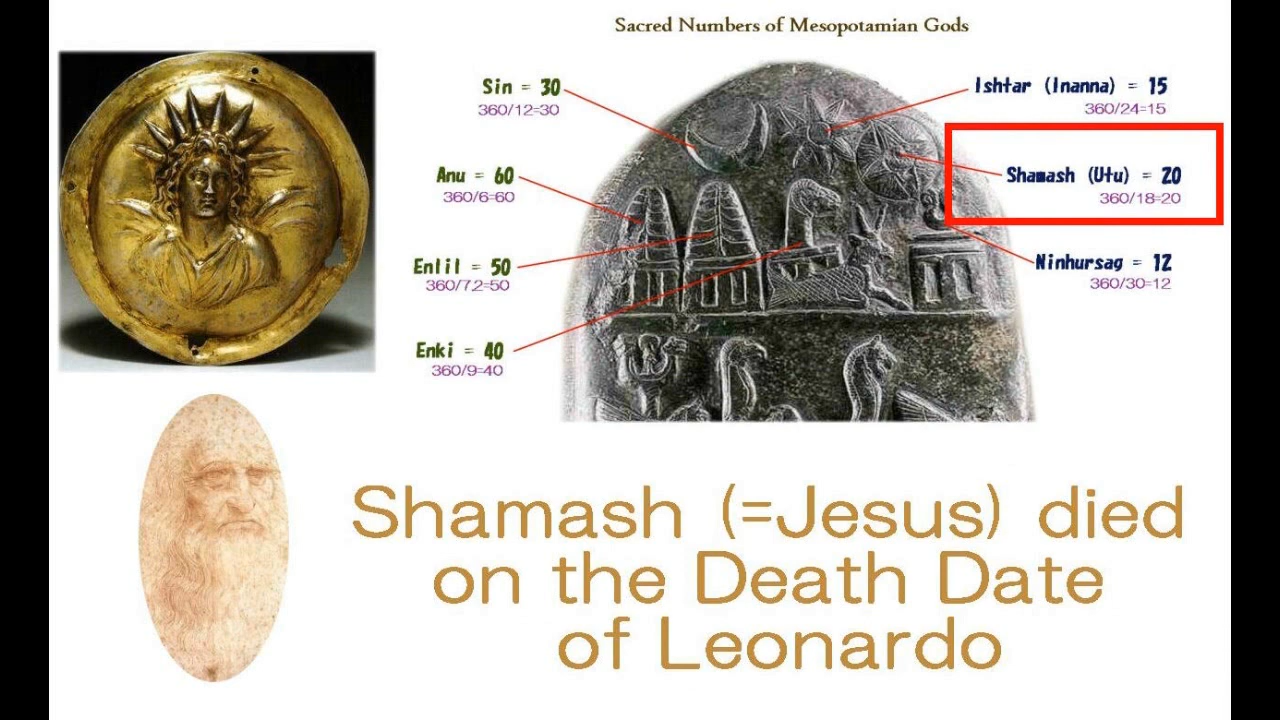 Sacred Numbers of Mesopotamian Gods
Sin = 30
360/12=30
Anu = 60
360/6=60
Enlil = 50
360/7.2=50
Enki = 40
360/9=40
Ishtar (Inanna) = 15
360/24=15
Shamash (Utu) = 20
360/18=20
Ninhursag = 12
360/30=12
Shamash (=Jesus) died
on the Death Date
of Leonardo